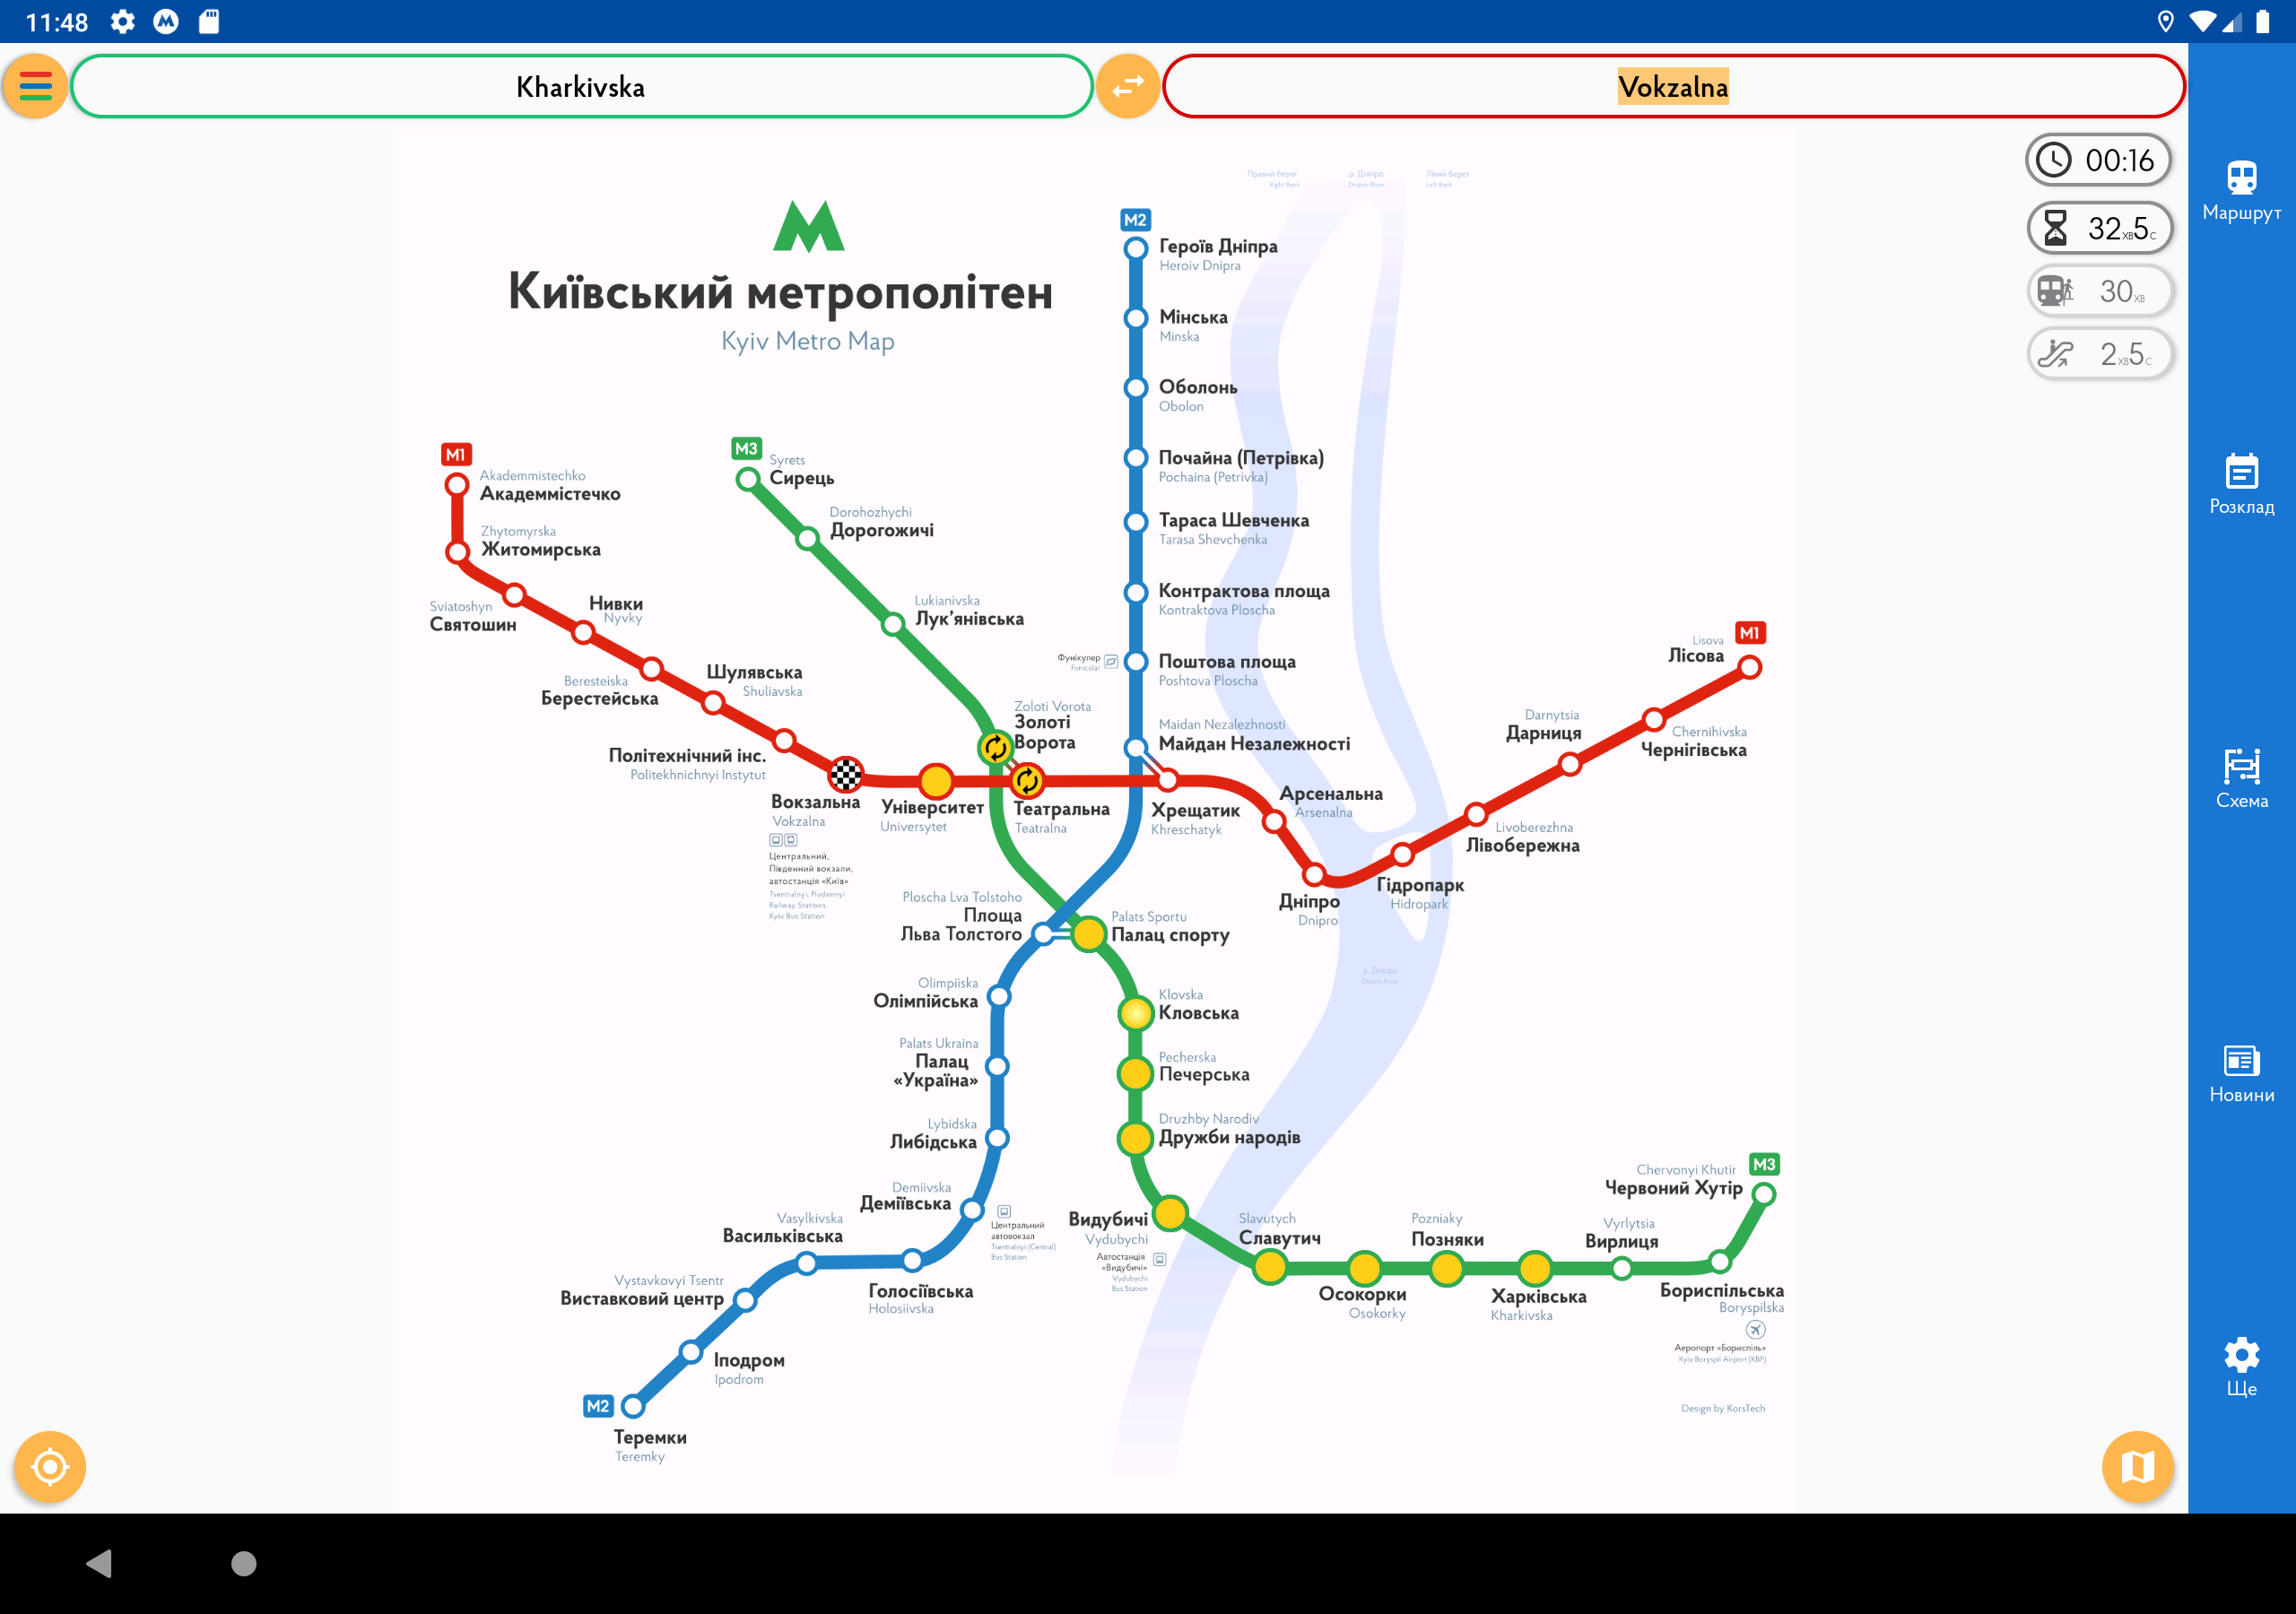 11:48
Kharkivska
Vokzalna
00:16
32хв5с
30хв
2хв5с
Маршрут
Розклад
Схема
Новини
Ще
Київський метрополітен
Kyiv Metro Map
Правий берег
Right Bank
р. Дніпро
Dnipro River
Лівий берег
Left Bank
M2
Героїв Дніпра
Heroiv Dnipra
Мінська
Minska
Оболонь
Obolon
Почайна (Петрівка)
Pochaina (Petrivka)
Тараса Шевченка
Tarasa Shevchenka
Контрактова площа
Kontraktova Ploscha
Фунікулер
Funicular
Поштова площа
Poshtova Ploscha
Maidan Nezalezhnosti
Майдан Незалежності
M1
Akademmistechko
Академмістечко
Zhytomyrska
Житомирська
Sviatoshyn
Святошин
Нивки
Nyvky
Beresteiska
Берестейська
Шулявська
Shuliavska
Політехнічний інс.
Politekhnichnyi Instytut
Вокзальна
Vokzalna
Центральний,
Південний вокзали,
автостанція «Київ»
Tsentralnyi, Pivdennyi
Railway Stations,
Kyiv Bus Station
Університет
Universytet
Театральна
Teatralna
Хрещатик
Khreschatyk
Арсенальна
Arsenalna
Дніпро
Dnipro
Гідропарк
Hidropark
Livoberezhna
Лівобережна
Darnytsia
Дарниця
Chernihivska
Чернігівська
Lisova
Лісова
M1
M3
Syrets
Сирець
Dorohozhychi
Дорогожичі
Lukianivska
Лук’янівська
Zoloti Vorota
Золоті
Ворота
Ploscha Lva Tolstoho
Площа
Льва Толстого
Palats Sportu
Палац спорту
р. Дніпро
Dnipro River
Olimpiiska
Олімпійська
Klovska
Кловська
Palats Ukraina
Палац
«Україна»
Pecherska
Печерська
Lybidska
Либідська
Druzhby Narodiv
Дружби народів
Demiivska
Деміївська
Центральний
автовокзал
Tsentralnyi (Central)
Bus Station
Видубичі
Vydubychi
Автостанція
«Видубичі»
Vydubychi
Bus Station
Slavutych
Славутич
Осокорки
Osokorky
Pozniaky
Позняки
Харківська
Kharkivska
Vyrlytsia
Вирлиця
Chervonyi Khutir
Червоний Хутір
M3
Бориспільська
Boryspilska
Аеропорт «Бориспіль»
Kyiv Boryspil Airport (KBP)
Vasylkivska
Васильківська
Голосіївська
Holosiivska
Vystavkovyi Tsentr
Виставковий центр
Іподром
Ipodrom
M2
Теремки
Teremky
Design by KorsTech